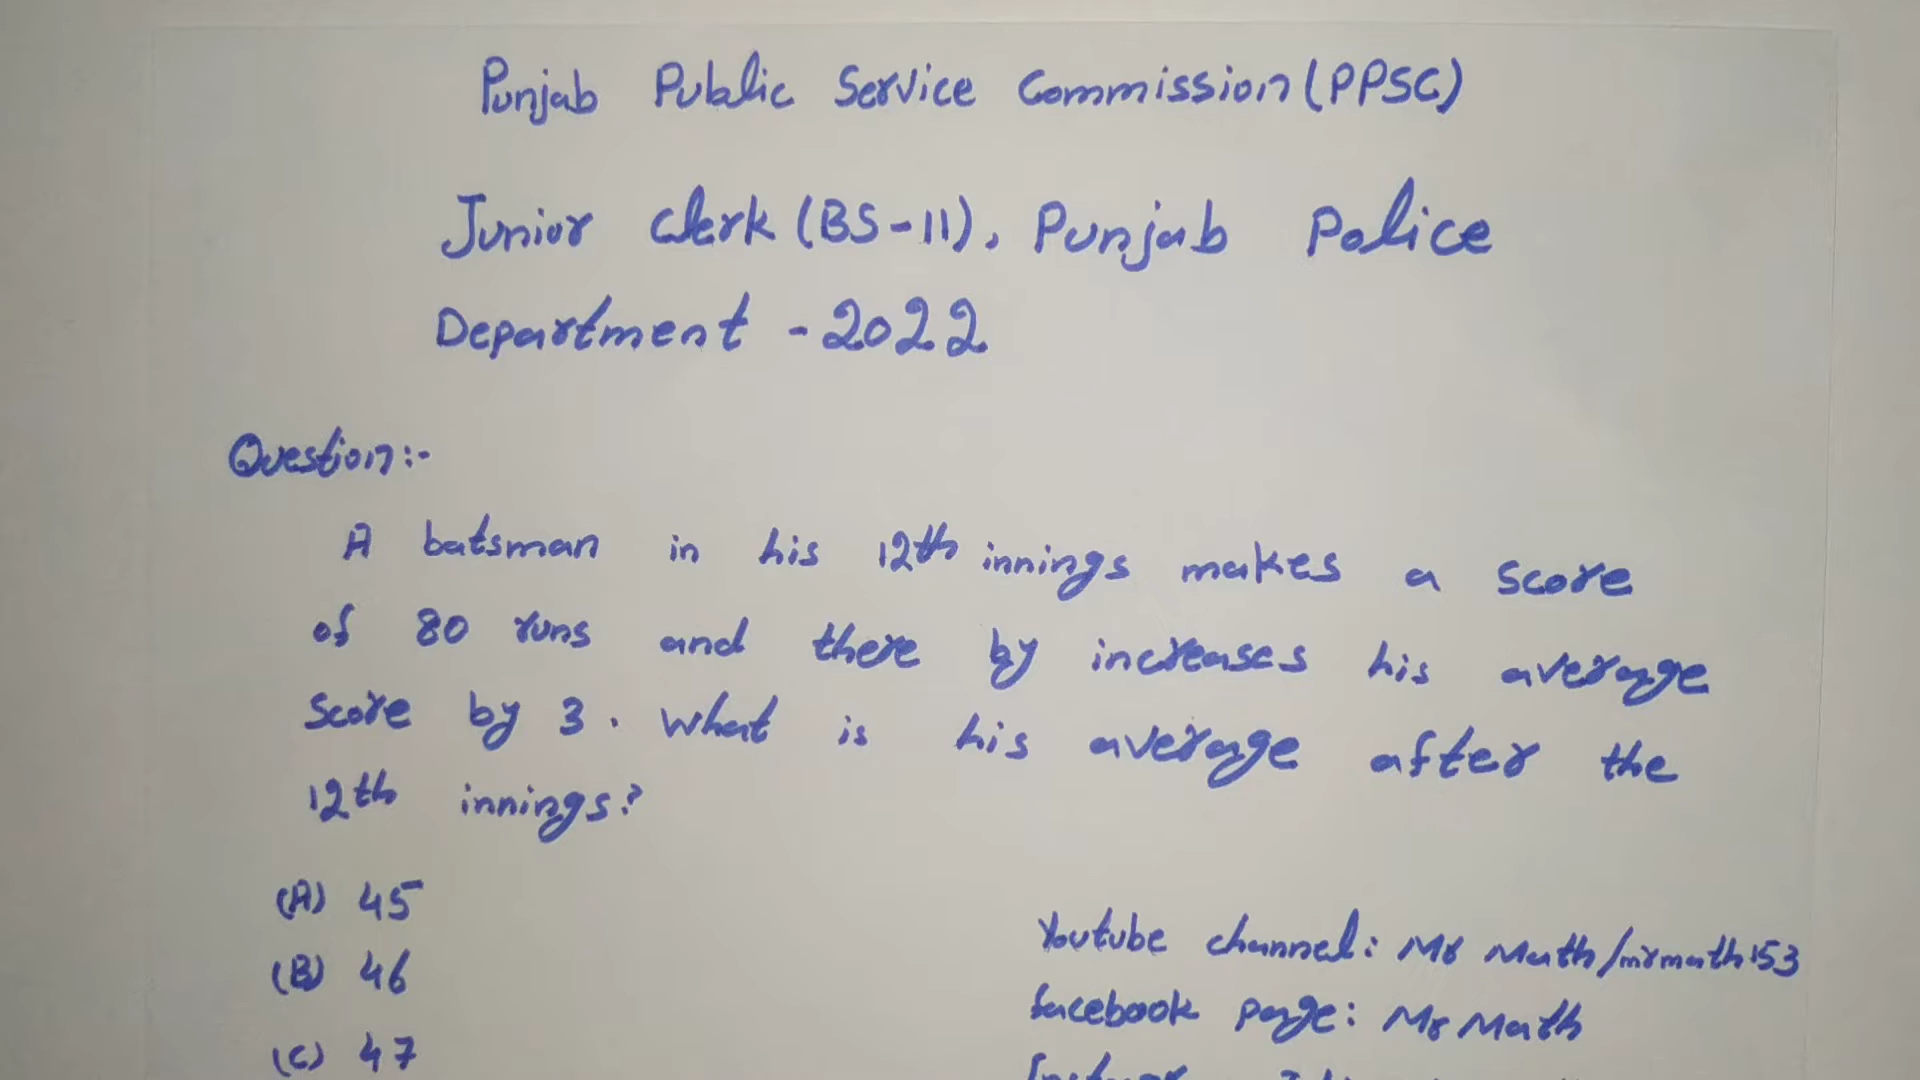 Punjab Public Service Commission (PPSC)
Junior Clerk (BS-11), Punjab Police
Department - 2022
Question:-
A batsman in his 12th innings makes a score
of 80 runs and there by increases his average
score by 3. What is his average after the
12th innings?
(A) 45
(B) 46
(C) 47
Youtube channel: Mr Math/mrmath153
facebook page: Mr Math